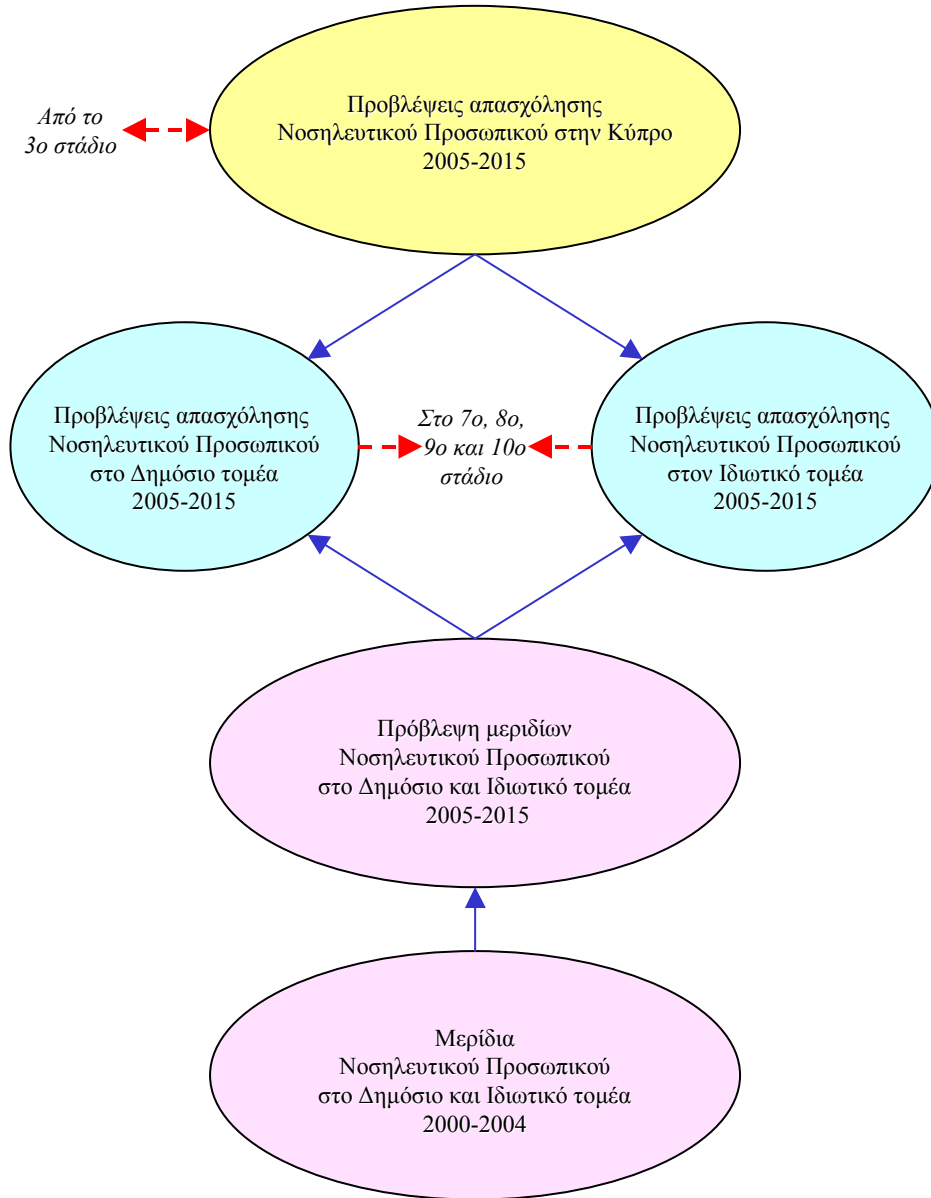 Προβλέψεις απασχόλησης
Νοσηλευτικού Προσωπικού στην Κύπρο
2005-2015
Από το
3ο στάδιο
Προβλέψεις απασχόλησης
Νοσηλευτικού Προσωπικού
στο Δημόσιο τομέα
2005-2015
Στο 7ο, 8ο,
9ο και 10ο
στάδιο
Προβλέψεις απασχόλησης
Νοσηλευτικού Προσωπικού
στον Ιδιωτικό τομέα
2005-2015
Πρόβλεψη μεριδίων
Νοσηλευτικού Προσωπικού
στο Δημόσιο και Ιδιωτικό τομέα
2005-2015
Μερίδια
Νοσηλευτικού Προσωπικού
στο Δημόσιο και Ιδιωτικό τομέα
2000-2004